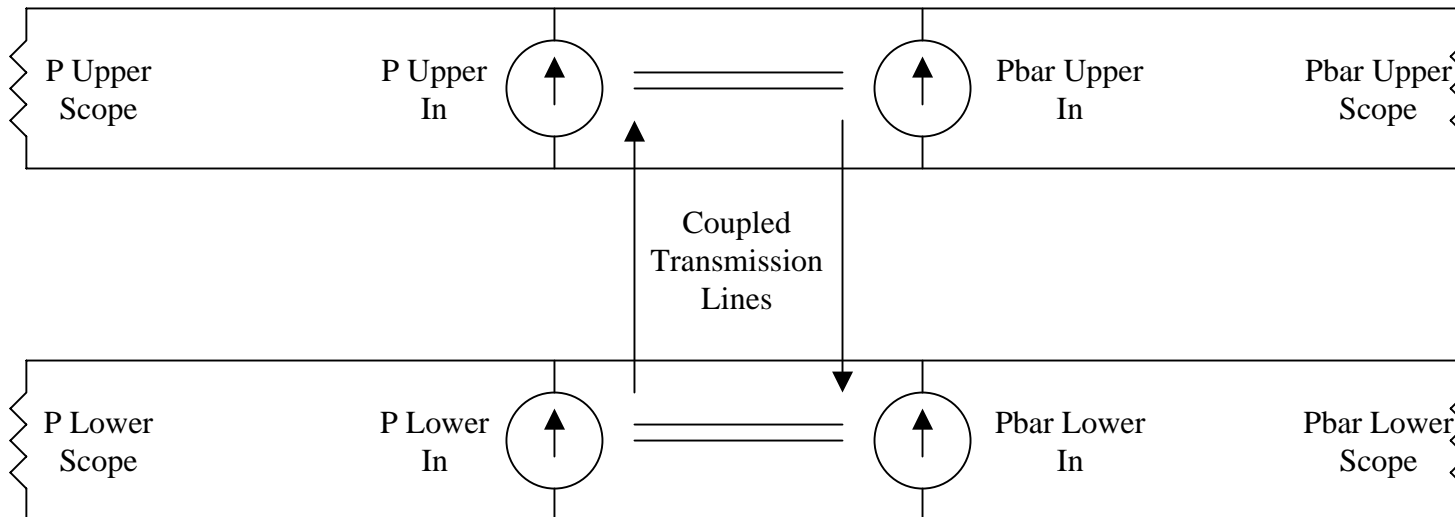 P Upper
Scope
P Upper
In
Pbar Upper
In
Pbar Upper
Scope
Coupled
Transmission
Lines
P Lower
Scope
P Lower
In
Pbar Lower
In
Pbar Lower
Scope